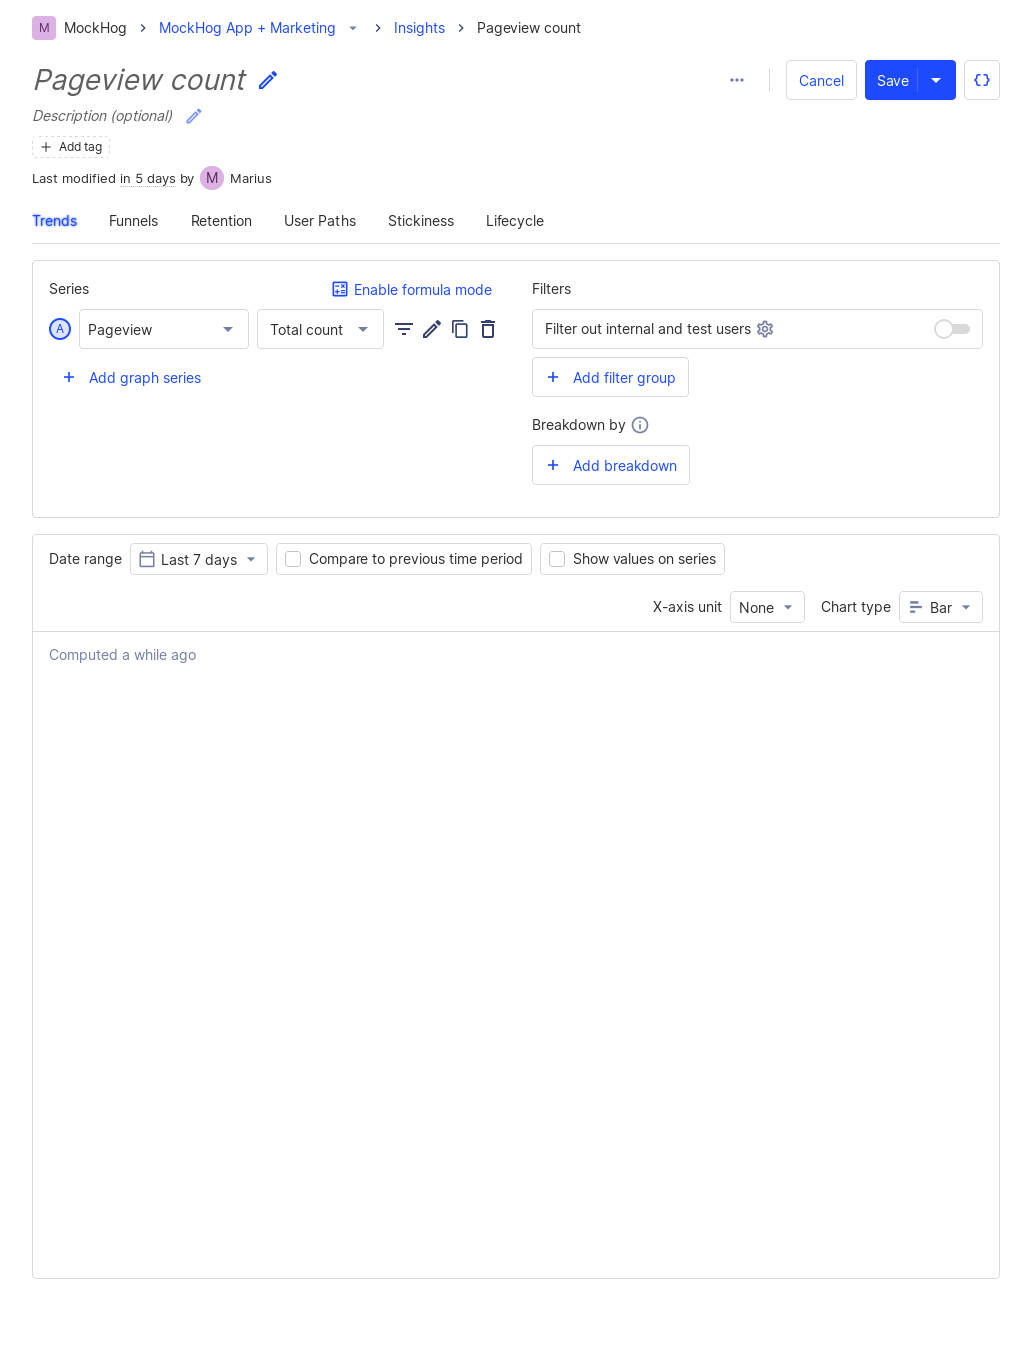 M MockHog MockHog App + Marketing Insights Pageview count
Pageview count
Cancel Save
Description (optional)
Add tag
Last modified in 5 days by M Marius
Trends Funnels Retention User Paths Stickiness Lifecycle
Series Enable formula mode
A Pageview Total count
Add graph series
Filters
Filter out internal and test users
Add filter group
Breakdown by
Add breakdown
Date range Last 7 days Compare to previous time period Show values on series
X-axis unit None Chart type Bar
Computed a while ago